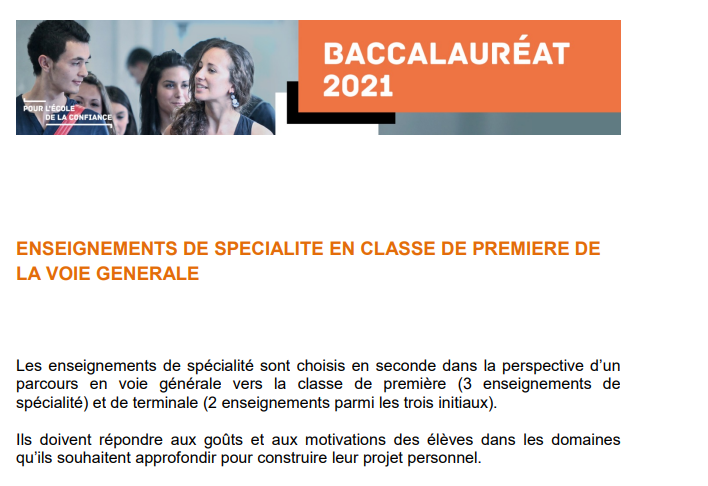 POUR L'ÉCOLE
DE LA CONFIANCE
BACCALAURÉAT
2021
ENSEIGNEMENTS DE SPECIALITE EN CLASSE DE PREMIERE DE
LA VOIE GENERALE
Les enseignements de spécialité sont choisis en seconde dans la perspective d’un
parcours en voie générale vers la classe de première (3 enseignements de
spécialité) et de terminale (2 enseignements parmi les trois initiaux).
Ils doivent répondre aux goûts et aux motivations des élèves dans les domaines
qu’ils souhaitent approfondir pour construire leur projet personnel.